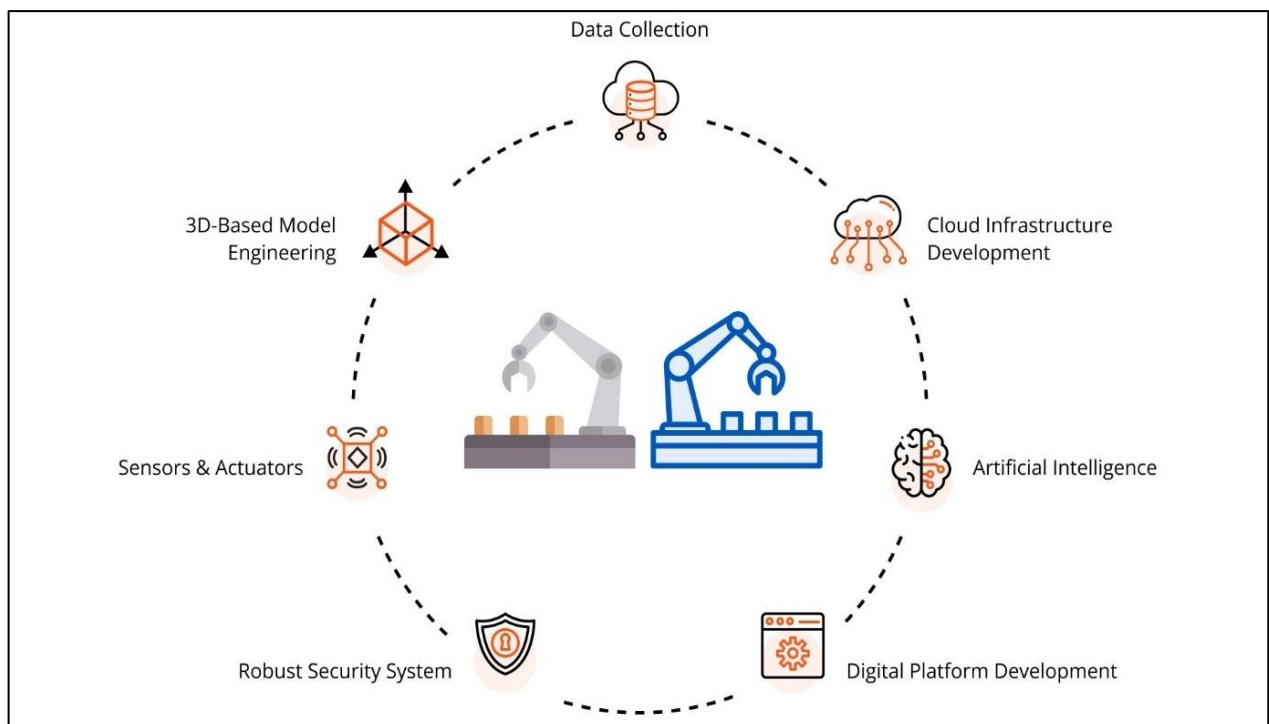 Data Collection
3D-Based Model
Engineering
Cloud Infrastructure
Development
Sensors & Actuators
Artificial Intelligence
Robust Security System
Digital Platform Development